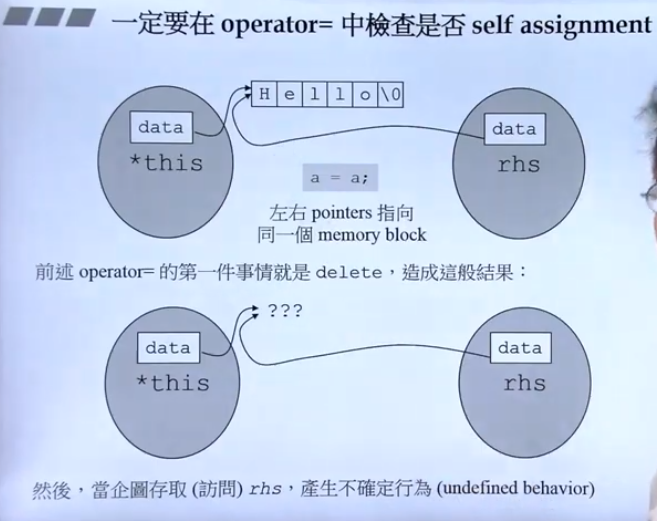 一定要在 operator= 中檢查是否 self assignment
H e l l o \0
data
*this
data
rhs
a = a;
左右 pointers 指向
同一個 memory block
前述 operator= 的第一件事情就是 delete，造成這般結果：
???
data
*this
data
rhs
然後，當企圖存取 (訪問) rhs，產生不確定行為 (undefined behavior)